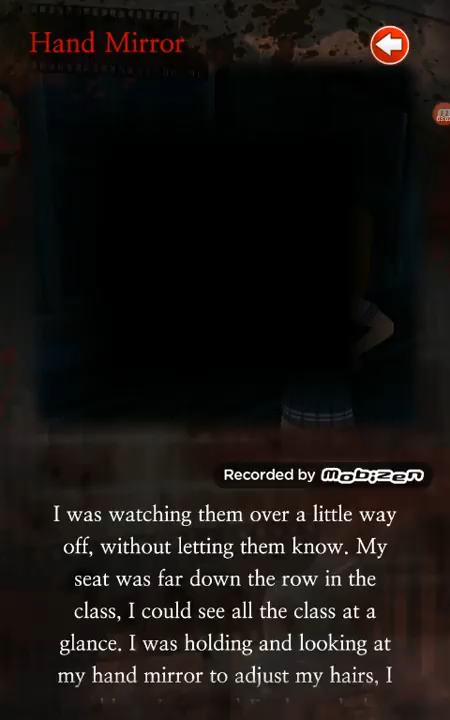 Hand Mirror
Recorded by mobizen
I was watching them over a little way
off, without letting them know. My
seat was far down the row in the
class, I could see all the class at a
glance. I was holding and looking at
my hand mirror to adjust my hairs, I